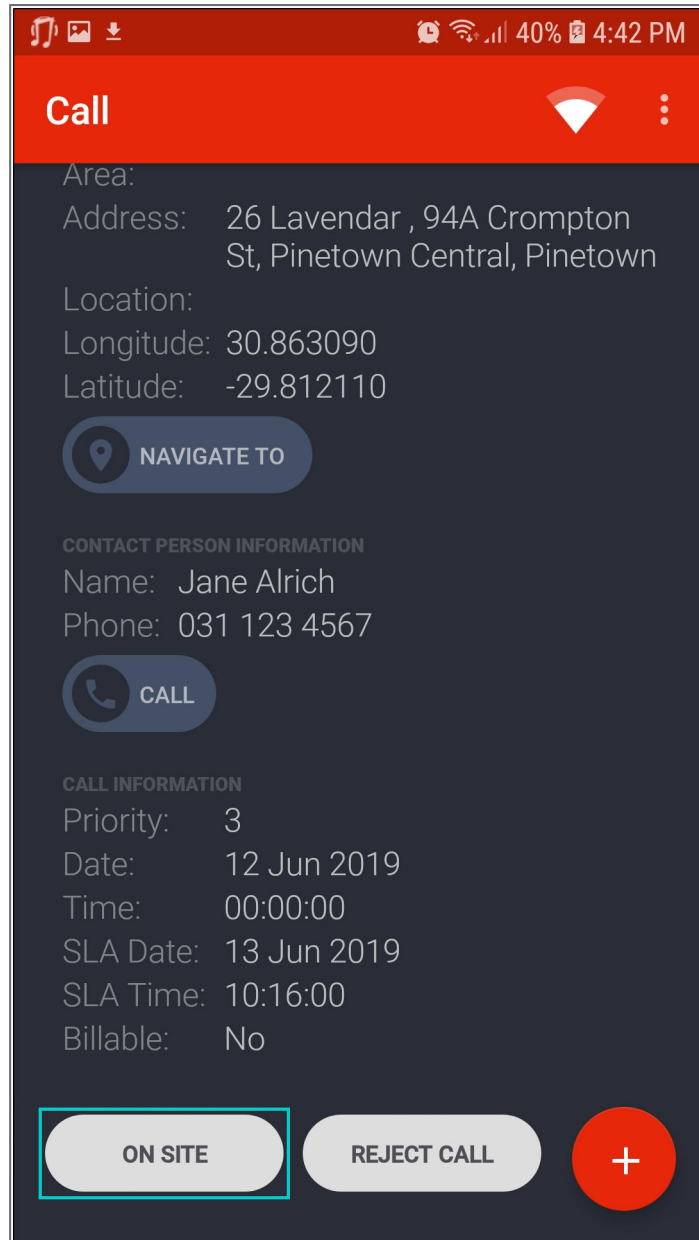 40% 4:42 PM
Call
Area:
Address: 26 Lavendar , 94A Crompton
St, Pinetown Central, Pinetown
Location:
Longitude: 30.863090
Latitude: -29.812110
NAVIGATE TO
CONTACT PERSON INFORMATION
Name: Jane Alrich
Phone: 031 123 4567
CALL
CALL INFORMATION
Priority: 3
Date: 12 Jun 2019
Time: 00:00:00
SLA Date: 13 Jun 2019
SLA Time: 10:16:00
Billable: No
ON SITE REJECT CALL +